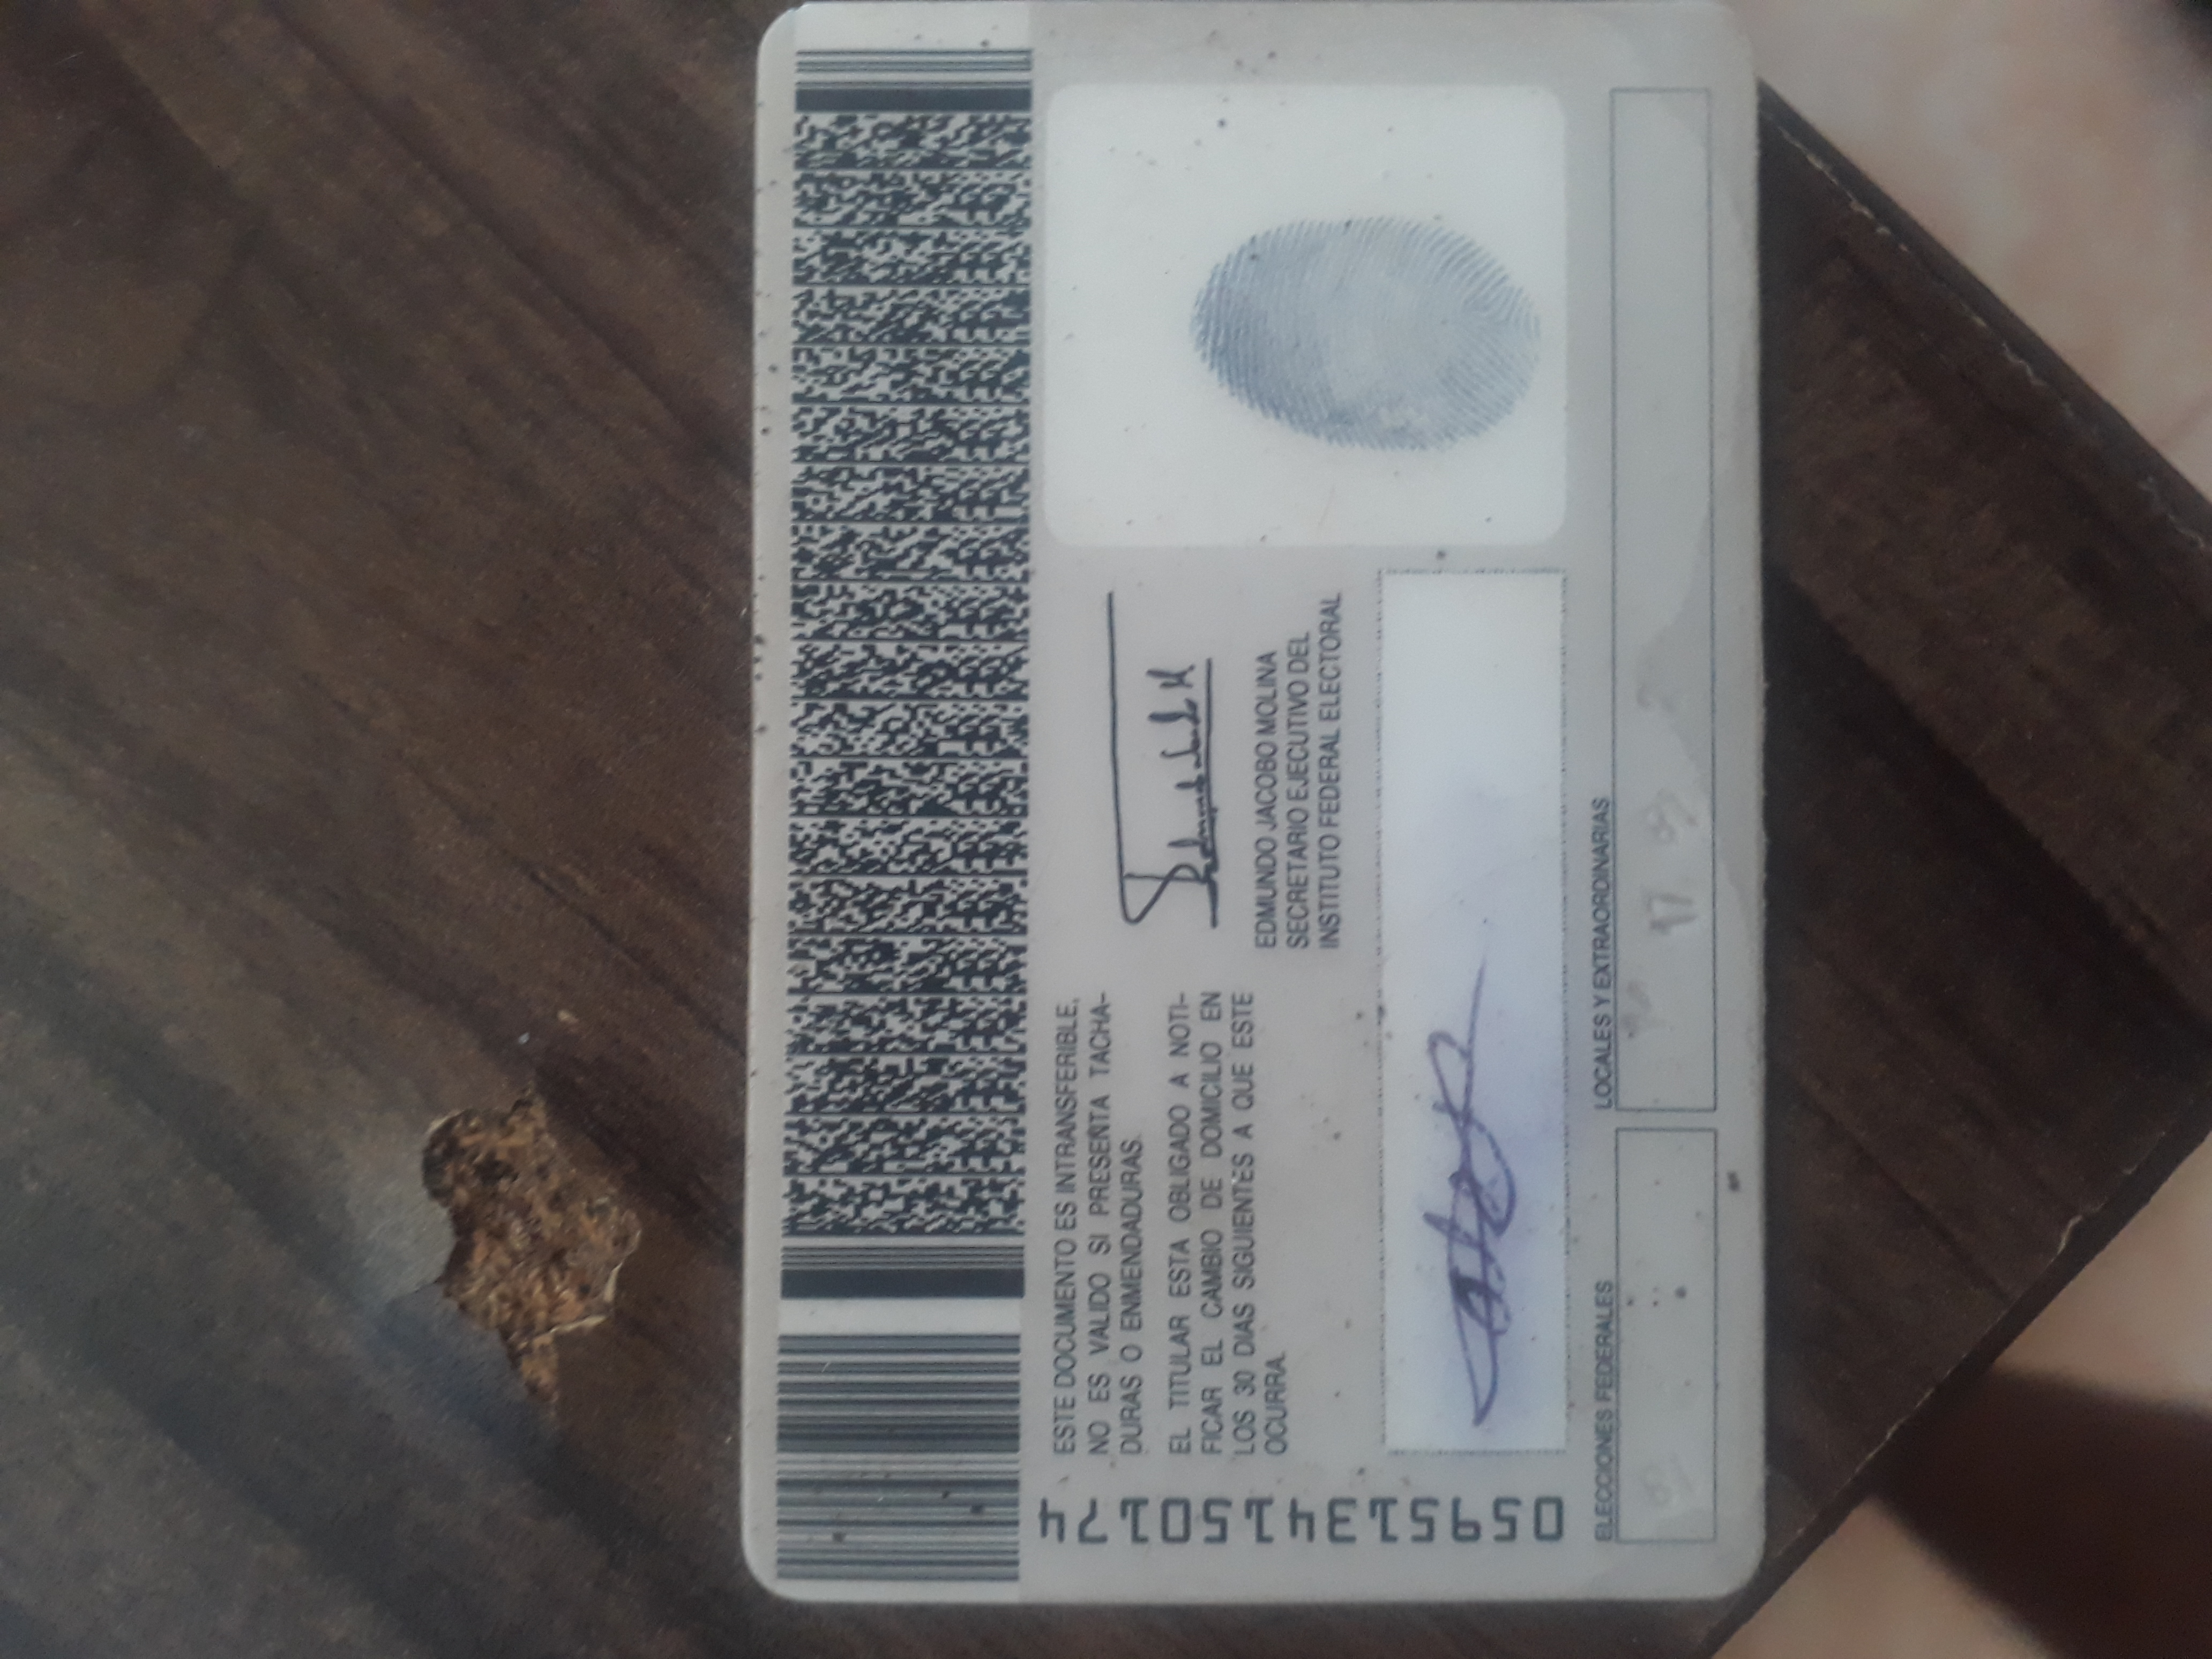 0595134150124
ESTE DOCUMENTO ES INTRANSFERIBLE,
NO ES VALIDO SI PRESENTA TACHA-
DURAS O ENMENDADURAS.
EL TITULAR ESTA OBLIGADO A NOTI-
FICAR EL CAMBIO DE DOMICILIO EN
LOS 30 DIAS SIGUIENTES A QUE ESTE
OCURRA.
EDMUNDO JACOBO MOLINA
SECRETARIO EJECUTIVO DEL
INSTITUTO FEDERAL ELECTORAL
ELECCIONES FEDERALES
LOCALES Y EXTRAORDINARIAS